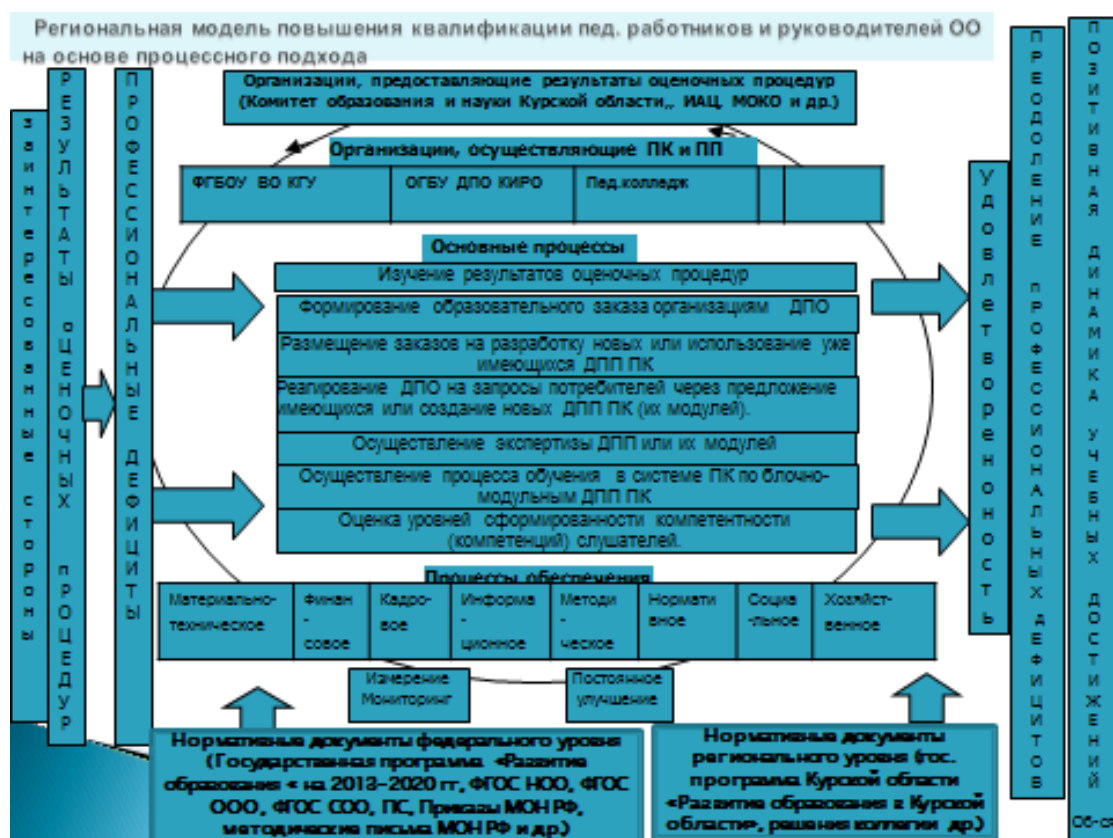 Региональная модель повышения квалификации пед. работников и руководителей ОО
на основе процессного подхода
заинтересованные стороны
РЕЗУЛЬТАТЫ оЦЕНОЧНЫХ пРОЦЕДУР
ПРОФЕССИОНАЛЬНЫЕ ДЕФИЦИТЫ
Организации, предоставляющие результаты оценочных процедур
(Комитет образования и науки Курской области,, ИАЦ, МОКО и др.)
Организации, осуществляющие ПК и ПП
ФГБОУ ВО КГУ
ОГБУ ДПО КИРО
Пед.колледж
Основные процессы
Изучение результатов оценочных процедур
Формирование образовательного заказа организациям ДПО
Размещение заказов на разработку новых или использование уже
имеющихся ДПП ПК
Реагирование ДПО на запросы потребителей через предложение
имеющихся или создание новых ДПП ПК (их модулей).
Осуществление экспертизы ДПП или их модулей
Осуществление процесса обучения в системе ПК по блочно-
модульным ДПП ПК
Оценка уровней сформированности компетентности
(компетенций) слушателей.
Процессы обеспечения
Материально-
техническое
Финан
-
совое
Кадро-
вое
Информа
-
ционное
Методи
-
ческое
Нормати
вное
Социа
-льное
Хозяйст-
венное
Измерение
Мониторинг
Постоянное
улучшение
Нормативные документы федерального уровня
(Государственная программа «Развитие
образования « на 2013-2020 гг, ФГОС НОО, ФГОС
ООО, ФГОС СОО, ПС, Приказы МОН РФ,
методические письма МОН РФ и др.)
Нормативные документы
регионального уровня (гос.
программа Курской области
«Развитие образования в Курской
области», решения коллегии др.)
Удовлетворенность
ПРЕОДОЛЕНИЕ пРОФЕССИОНАЛЬНЫХ дЕФИЦИТОВ
ПОЗИТИВНАЯ ДИНАМИКА УЧЕБНЫХ ДОСТИЖЕНИЙ